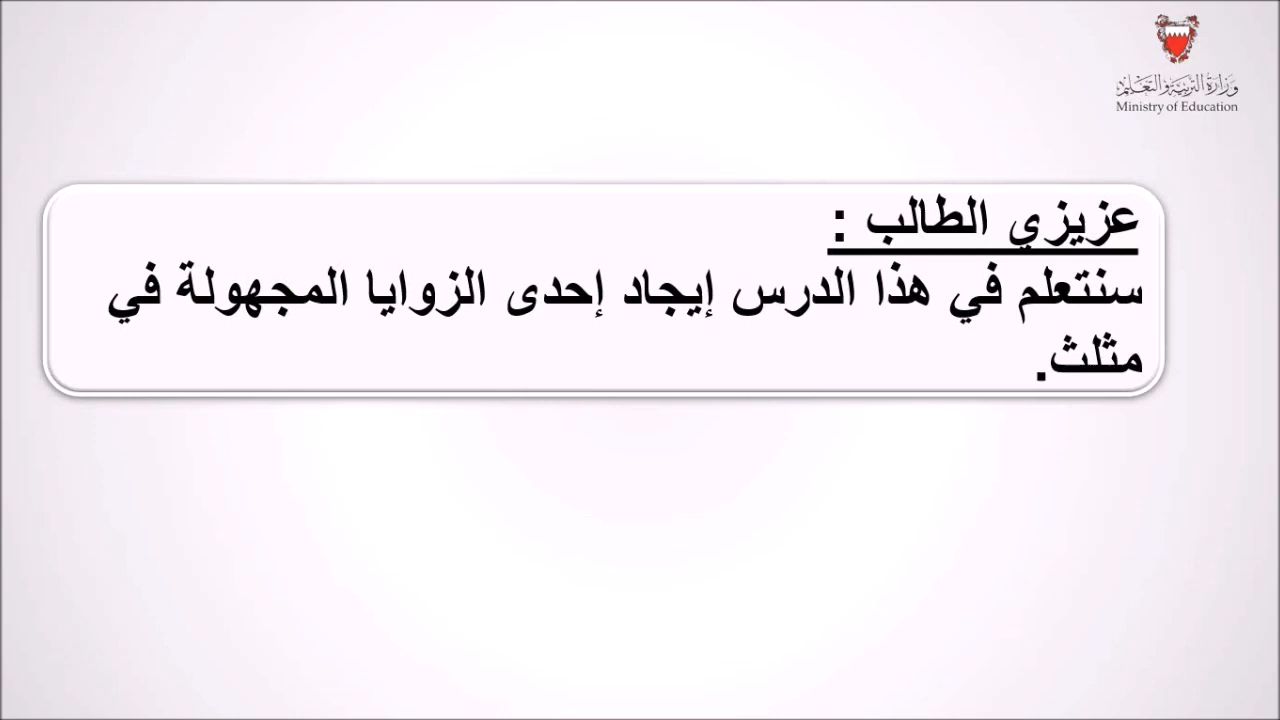 وزارة التربية والتعليم
Ministry of Education
عزيزي الطالب :
سنتعلم في هذا الدرس إيجاد إحدى الزوايا المجهولة في
مثلث.